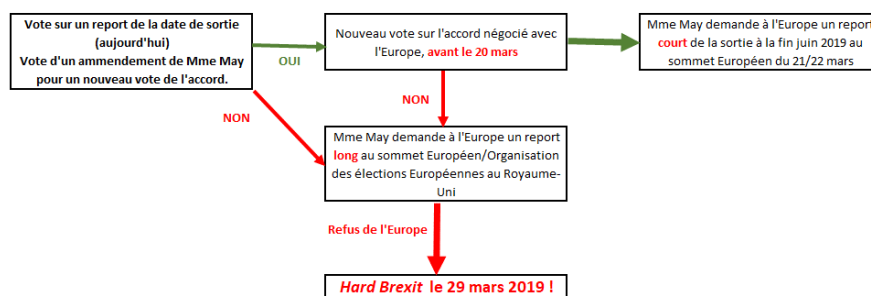 Vote sur un report de la date de sortie
(aujourd'hui)
Vote d'un ammendement de Mme May
pour un nouveau vote de l'accord.
OUI
Nouveau vote sur l'accord négocié avec
l'Europe, avant le 20 mars
Mme May demande à l'Europe un report
court de la sortie à la fin juin 2019 au
sommet Européen du 21/22 mars
NON
NON
Mme May demande à l'Europe un report
long au sommet Européen/Organisation
des élections Européennes au Royaume-
Uni
Refus de l'Europe
Hard Brexit le 29 mars 2019 !